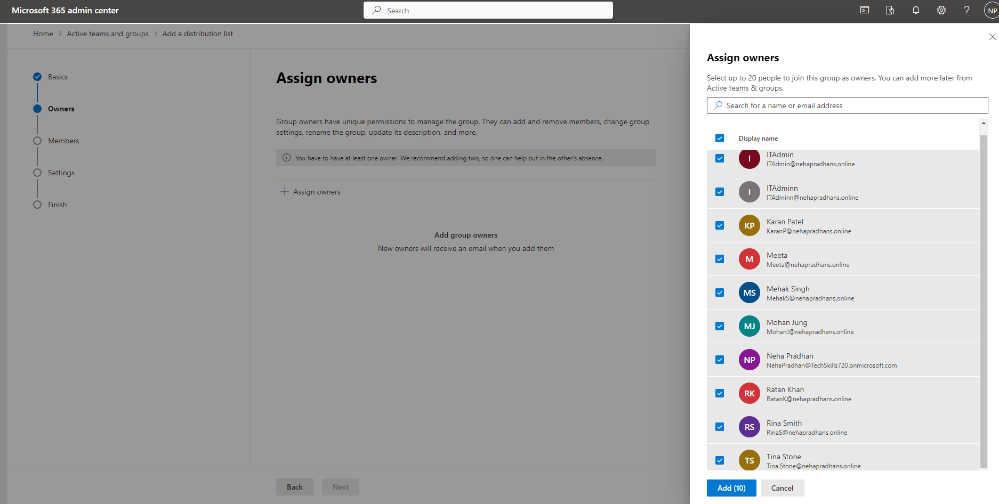 Microsoft 365 admin center
Search
NP
Home > Active teams and groups > Add a distribution list
Basics
Owners
Members
Settings
Finish
Assign owners
Group owners have unique permissions to manage the group. They can add and remove members, change group
settings, rename the group, update its description, and more.
You have to have at least one owner. We recommend adding two, so one can help out in the other's absence.
Assign owners
Add group owners
New owners will receive an email when you add them
Back
Next
Assign owners
Select up to 20 people to join this group as owners. You can add more later from
Active teams & groups.
Search for a name or email address
Display name
I
ITAdmin
ITAdmin@nehapradhans.online
I
ITAdminn
ITAdminn@nehapradhans.online
KP
Karan Patel
KaranP@nehapradhans.online
M
Meeta
Meeta@nehapradhans.online
MS
Mehak Singh
MehakS@nehapradhans.online
MJ
Mohan Jung
MohanJ@nehapradhans.online
NP
Neha Pradhan
NehaPradhan@TechSkills720.onmicrosoft.com
RK
Ratan Khan
RatanK@nehapradhans.online
RS
Rina Smith
RinaS@nehapradhans.online
TS
Tina Stone
Tina.Stone@nehapradhans.online
Add (10)
Cancel